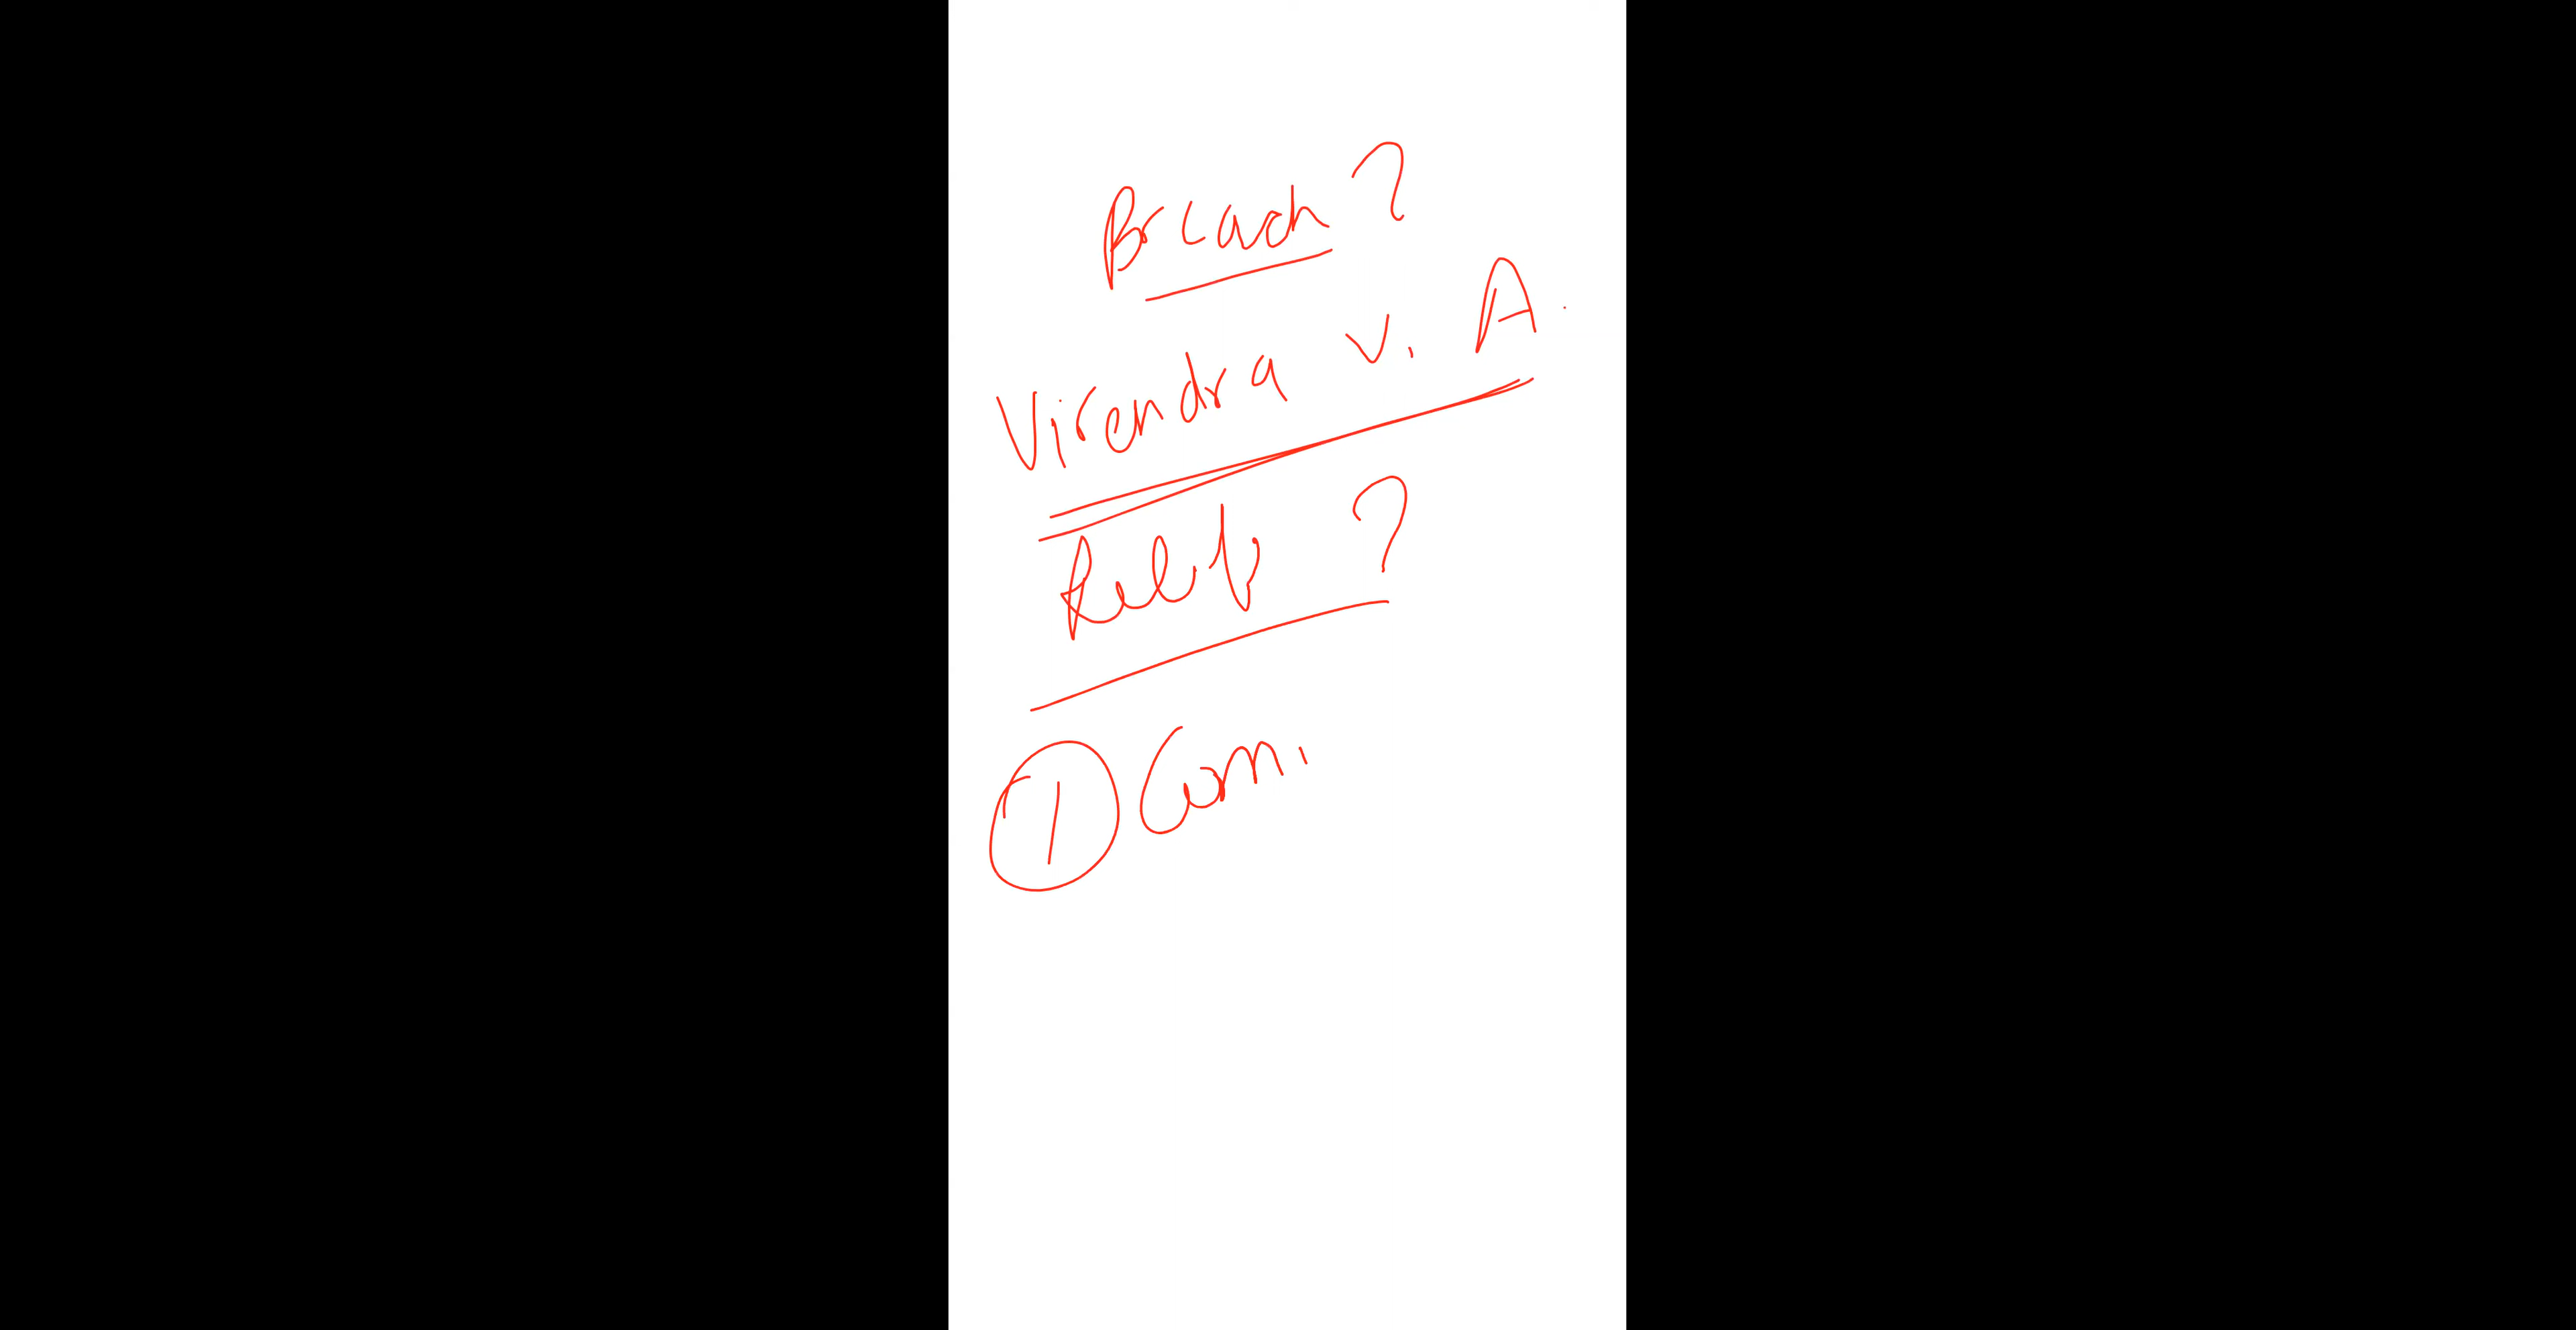 Breach?
Virendra v. A.
Relief ?
① Com.